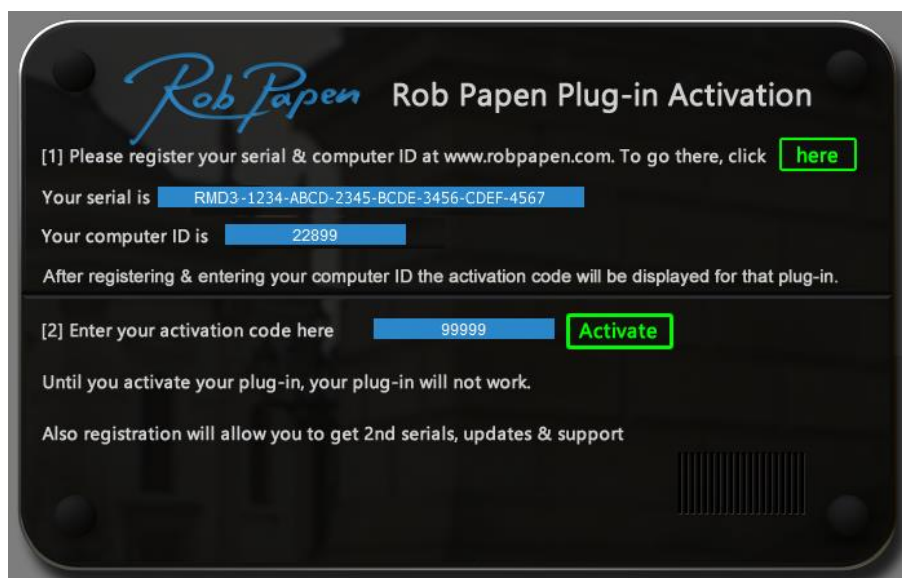 Rob Papen Rob Papen Plug-in Activation
[1] Please register your serial & computer ID at www.robpapen.com. To go there, click here
Your serial is RMD3-1234-ABCD-2345-BCDE-3456-CDEF-4567
Your computer ID is 22899
After registering & entering your computer ID the activation code will be displayed for that plug-in.
[2] Enter your activation code here 99999 Activate
Until you activate your plug-in, your plug-in will not work.
Also registration will allow you to get 2nd serials, updates & support